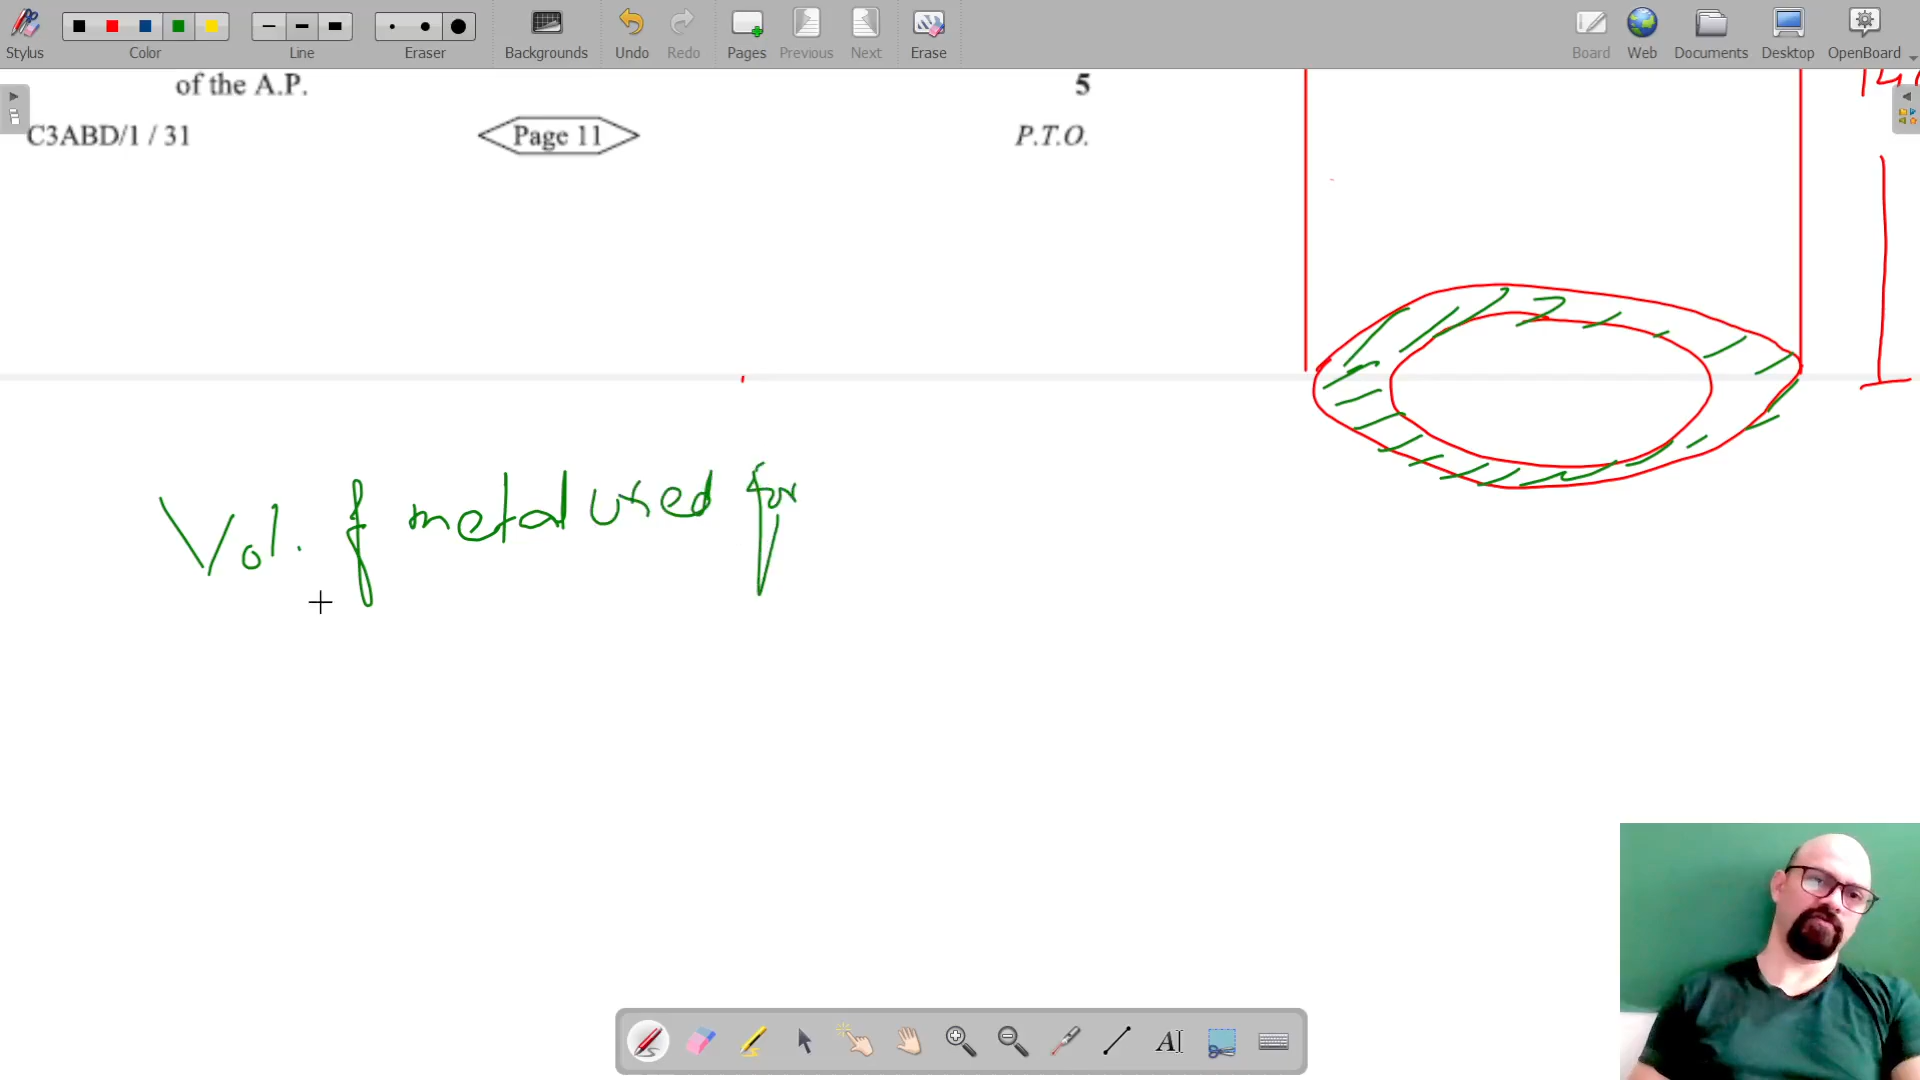 Stylus Color Line Eraser Backgrounds Undo Redo Pages Previous Next Erase Board Web Documents Desktop OpenBoard
of the A.P. 5
C3ABD/1 / 31 Page 11 P.T.O.
Vol. of metal used for
AI